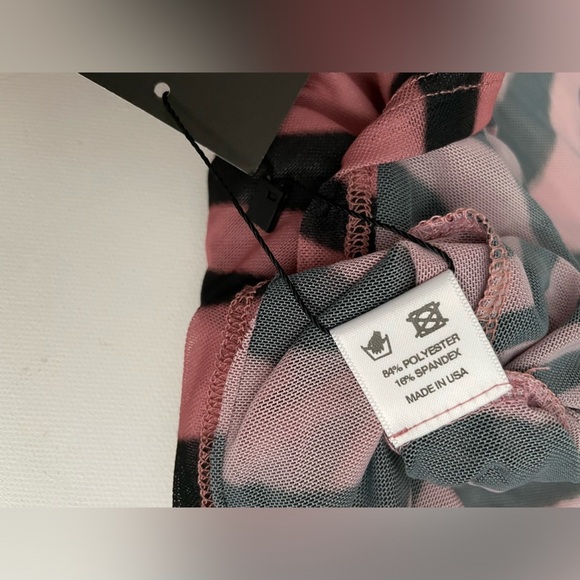 84% POLYESTER
16% SPANDEX
MADE IN USA